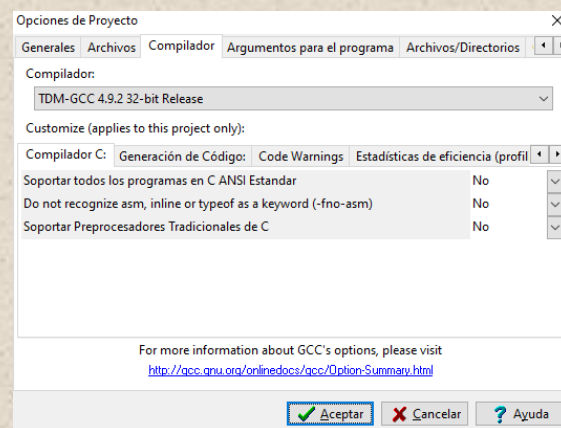 Opciones de Proyecto
Generales Archivos Compilador Argumentos para el programa Archivos/Directorios
Compilador:
TDM-GCC 4.9.2 32-bit Release
Customize (applies to this project only):
Compilador C: Generación de Código: Code Warnings Estadísticas de eficiencia (profil
Soportar todos los programas en C ANSI Estandar No
Do not recognize asm, inline or typeof as a keyword (-fno-asm) No
Soportar Preprocesadores Tradicionales de C No
For more information about GCC's options, please visit
http://gcc.gnu.org/onlinedocs/gcc/Option-Summary.html
Aceptar Cancelar Ayuda